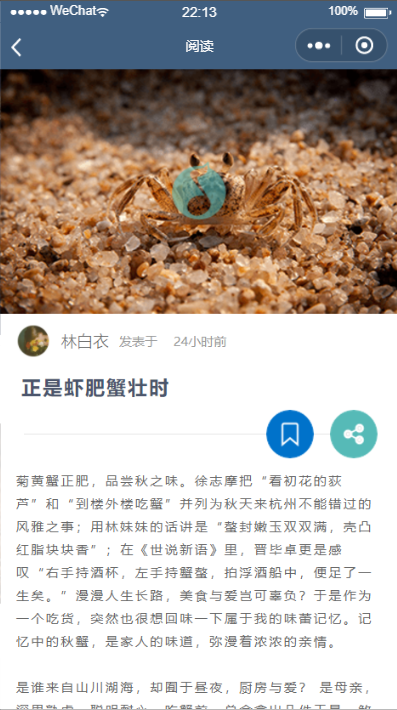 WeChat 22:13 100%
阅读
林白衣 发表于 24小时前
正是虾肥蟹壮时
菊黄蟹正肥，品尝秋之味。徐志摩把“看初花的荻
芦”和“到楼外楼吃蟹”并列为秋天来杭州不能错过的
风雅之事；用林妹妹的话讲是“螯封嫩玉双双满，壳凸
红脂块块香”；在《世说新语》里，晋毕卓更是感
叹“右手持酒杯，左手持蟹螯，拍浮酒船中，便足了一
生矣。”漫漫人生长路，美食与爱岂可辜负？于是作为
一个吃货，突然也很想回味一下属于我的味蕾记忆。记
忆中的秋蟹，是家人的味道，弥漫着浓浓的亲情。
是谁来自山川湖海，却囿于昼夜，厨房与爱？ 是母亲，